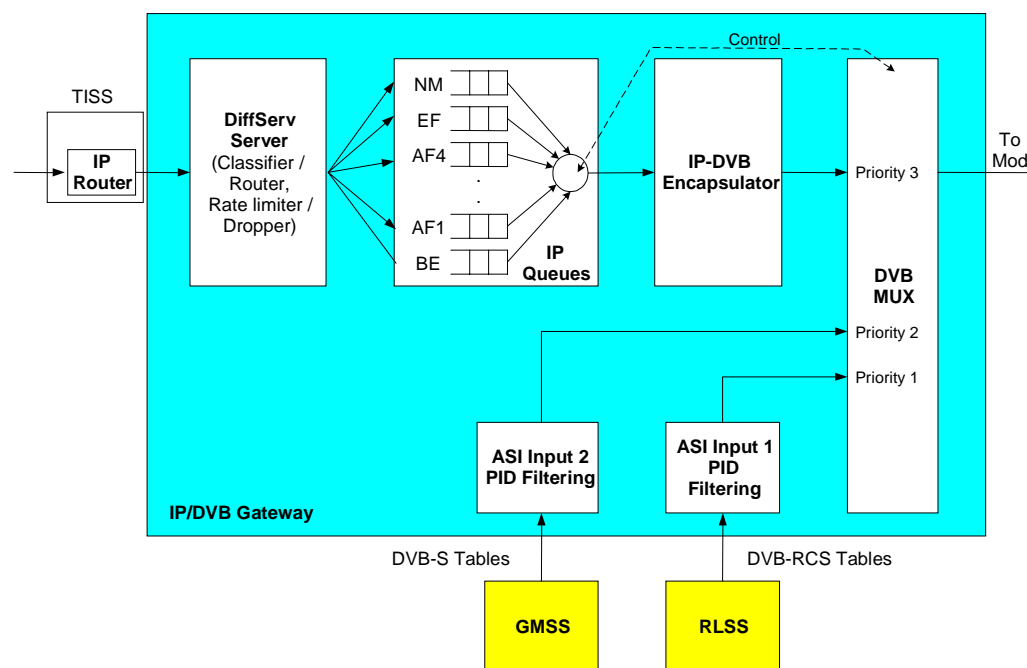 TISS
IP
Router
DiffServ
Server
(Classifier /
Router,
Rate limiter /
Dropper)
NM
EF
AF4
.
.
AF1
BE
IP
Queues
Control
IP-DVB
Encapsulator
Priority 3
DVB
MUX
Priority 2
Priority 1
To
Mod
ASI Input 2
PID Filtering
ASI Input 1
PID
Filtering
IP/DVB Gateway
DVB-S Tables
DVB-RCS Tables
GMSS
RLSS